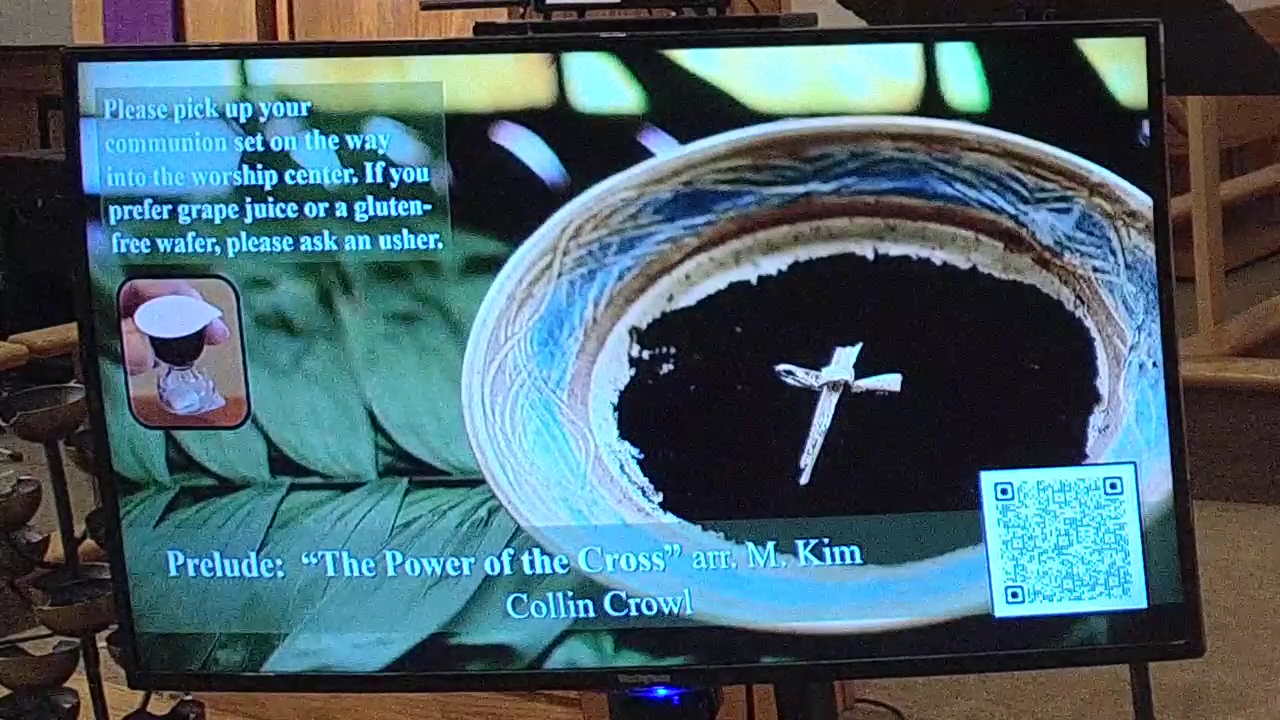 Please pick up your
communion set on the way
into the worship center. If you
prefer grape juice or a gluten-
free wafer, please ask an usher.
Prelude: “The Power of the Cross” arr. M. Kim
Collin Crowl
Westinghouse